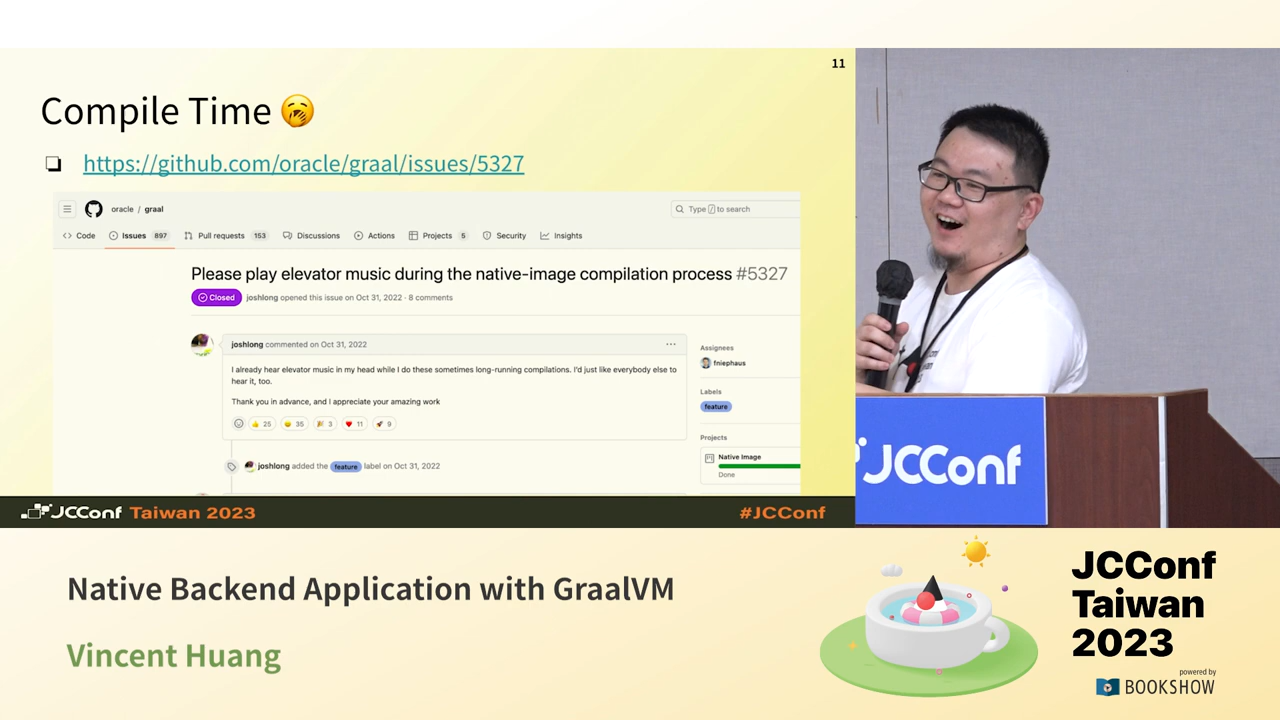 11
Compile Time
https://github.com/oracle/graal/issues/5327
oracle / graal
Type / to search
Code
Issues 897
Pull requests 153
Discussions
Actions
Projects 5
Security
Insights
Please play elevator music during the native-image compilation process #5327
Closed
joshlong opened this issue on Oct 31, 2022 · 8 comments
joshlong commented on Oct 31, 2022
I already hear elevator music in my head while I do these sometimes long-running compilations. I'd just like everybody else to
hear it, too.
Thank you in advance, and I appreciate your amazing work
25 35 3 11 9
joshlong added the feature label on Oct 31, 2022
Assignees
fniephaus
Labels
feature
Projects
Native Image
Done
JCConf Taiwan 2023
#JCConf
JCConf
Native Backend Application with GraalVM
Vincent Huang
JCConf
Taiwan
2023
powered by
BOOKSHOW